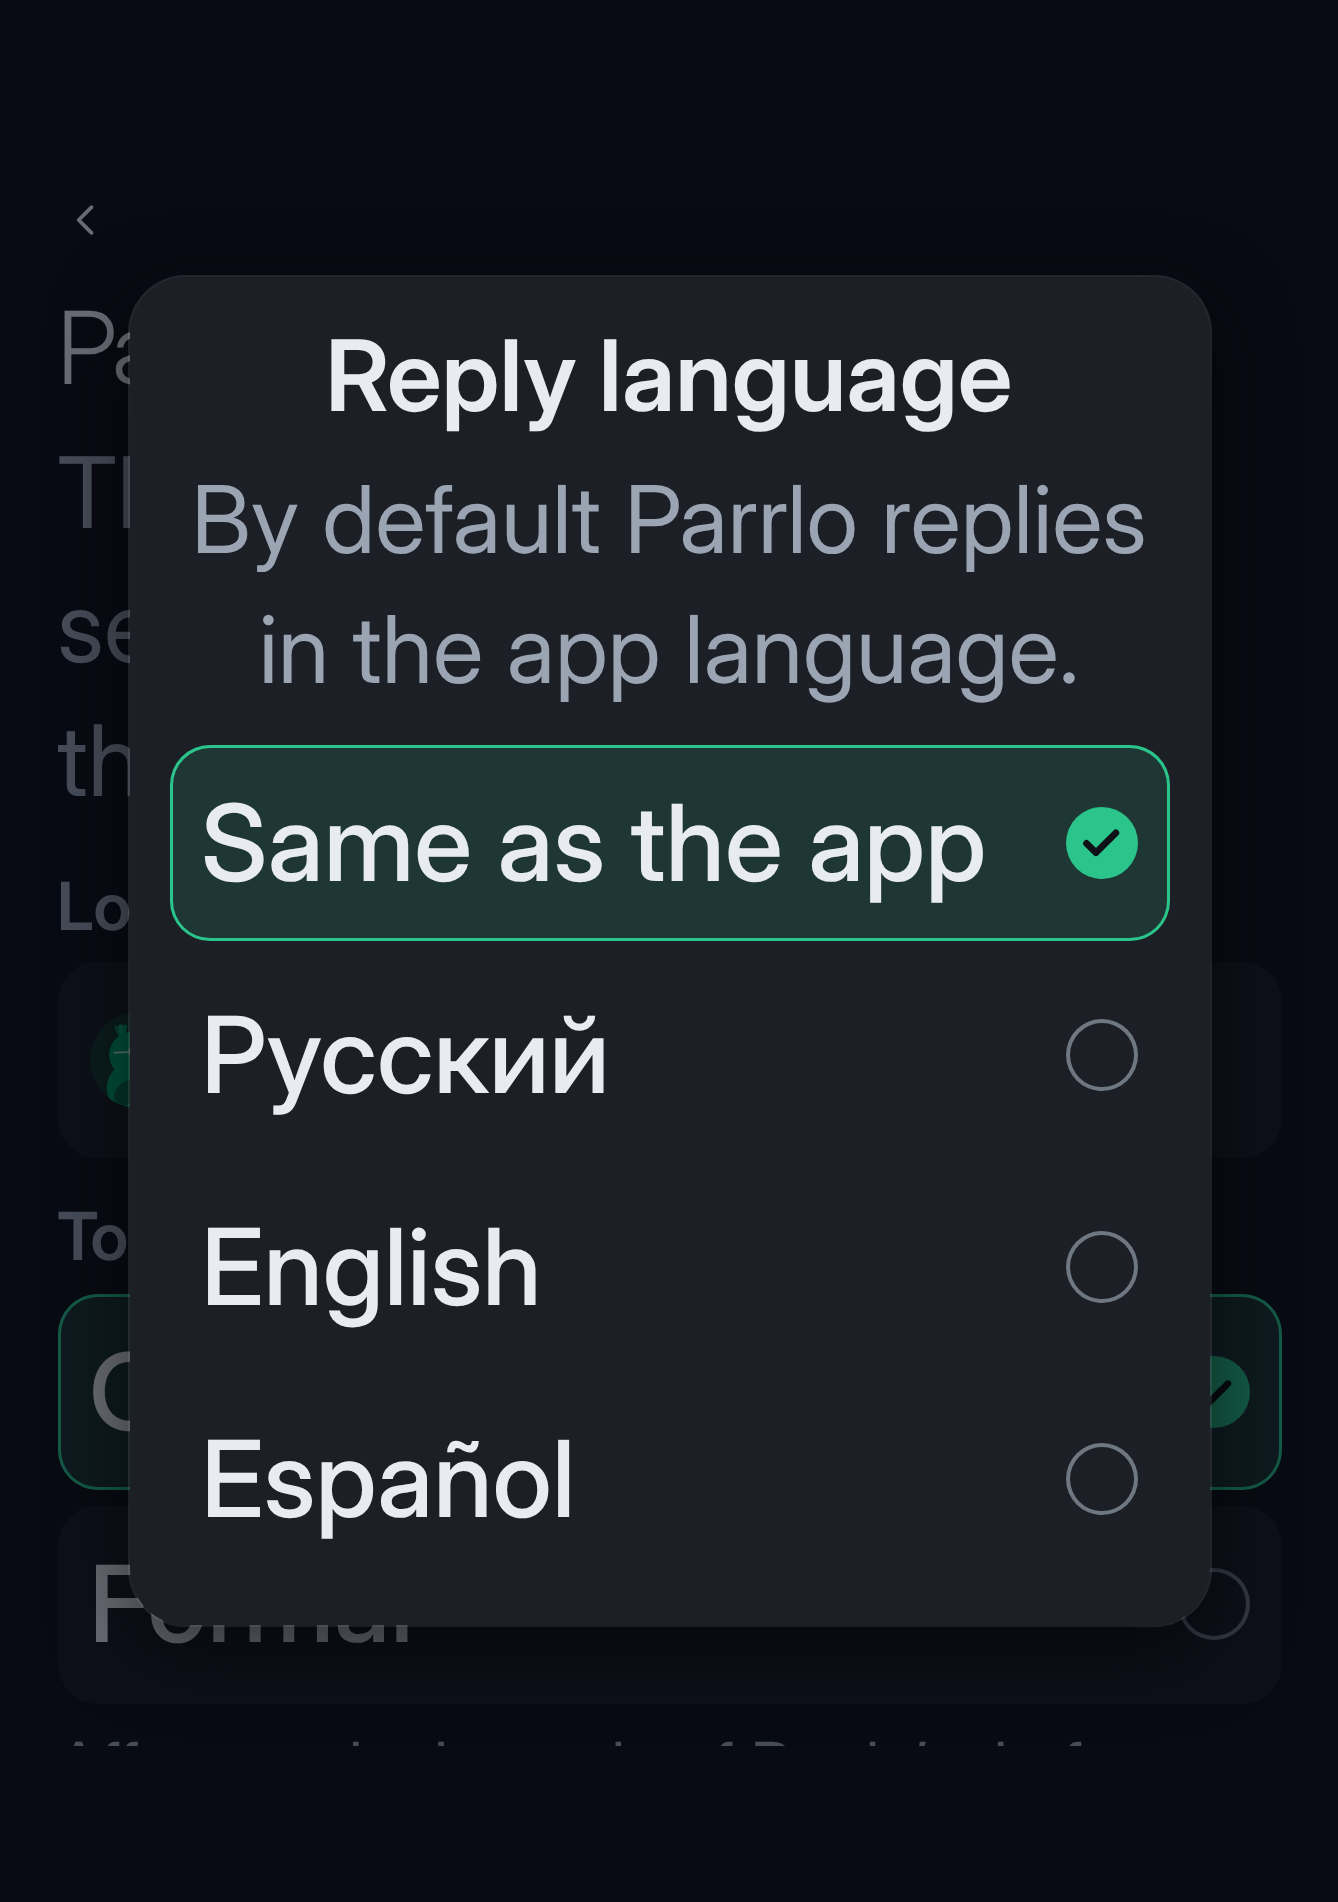 Reply language
By default Parrlo replies
in the app language.
Same as the app
Русский
English
Español